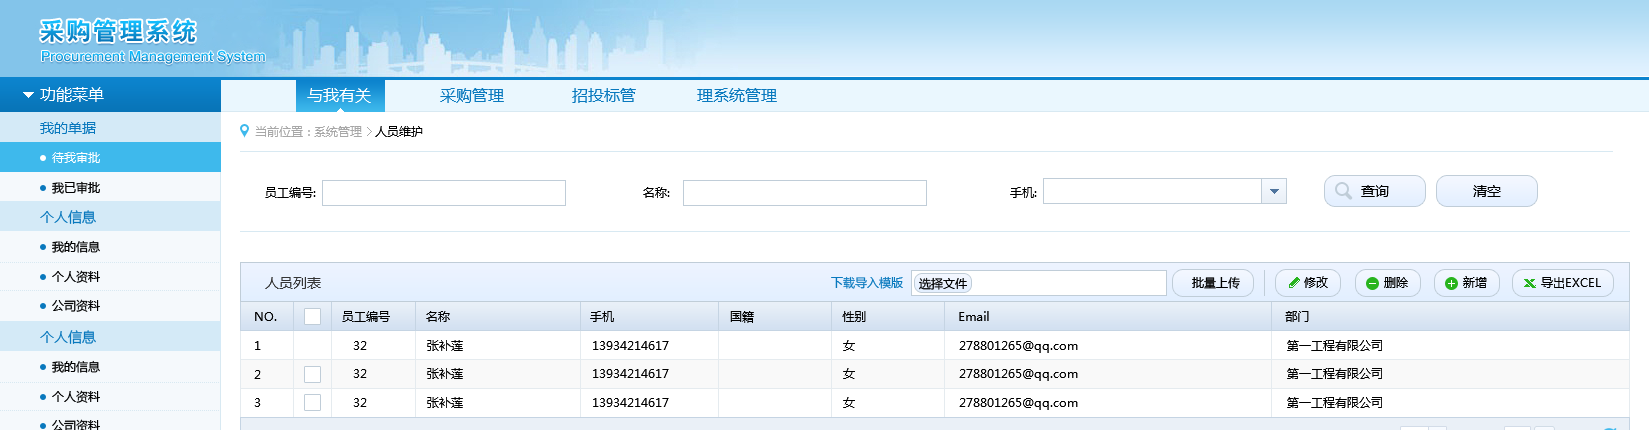 采购管理系统
Procurement Management System
功能菜单
与我有关 采购管理 招投标管 理系统管理
我的单据
待我审批
我已审批
个人信息
我的信息
个人资料
公司资料
个人信息
我的信息
个人资料
公司资料
当前位置：系统管理 > 人员维护
员工编号: 名称: 手机: 查询 清空
人员列表 下载导入模版 选择文件 批量上传 修改 删除 新增 导出EXCEL
NO. 员工编号 名称 手机 国籍 性别 Email 部门
1 32 张补莲 13934214617 女 278801265@qq.com 第一工程有限公司
2 32 张补莲 13934214617 女 278801265@qq.com 第一工程有限公司
3 32 张补莲 13934214617 女 278801265@qq.com 第一工程有限公司